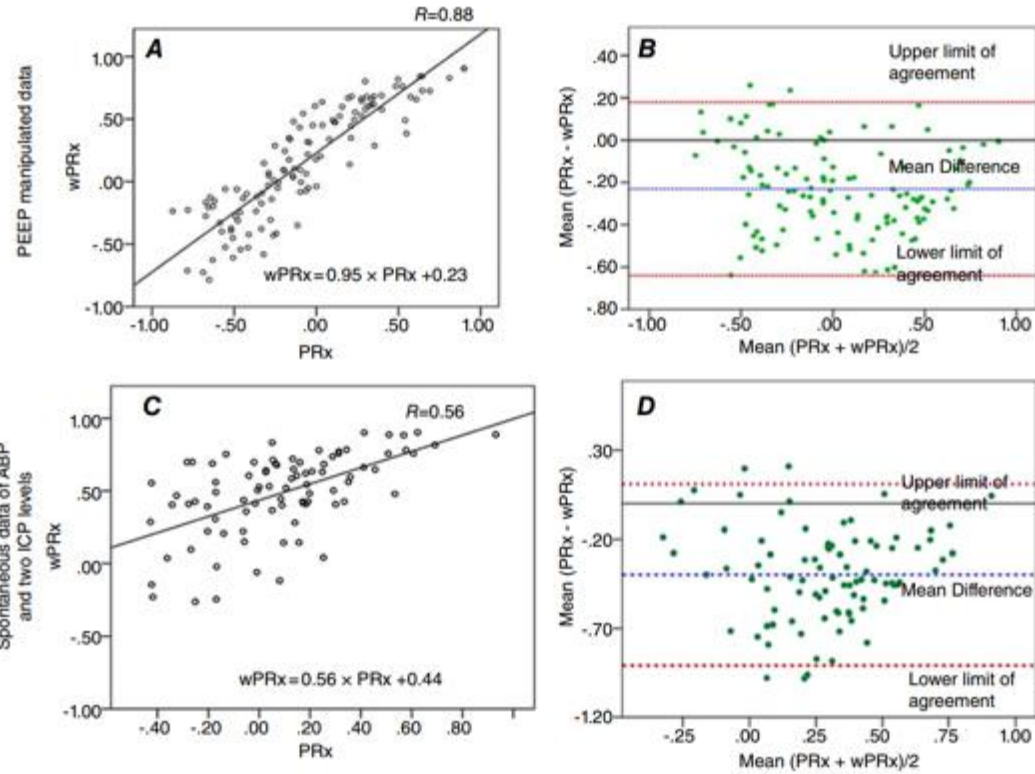 R=0.88
A
1.00
.50
.00
-.50
-1.00
wPRx
PEEP manipulated data
wPRx=0.95 × PRx +0.23
-1.00 -.50 .00 .50 1.00
PRx
B
Upper limit of
agreement
.40
.20
.00
-.20
-.40
-.60
-.80
Mean (PRx - wPRx)
Mean Difference
Lower limit of
agreement
-1.00 -.50 .00 .50 1.00
Mean (PRx + wPRx)/2
C
R=0.56
1.00
.50
.00
-.50
-1.00
wPRx
Spontaneous data of ABP
and two ICP levels
wPRx=0.56 × PRx +0.44
-.40 -.20 .00 .20 .40 .60 .80
PRx
D
.30
-.20
-.70
-1.20
Mean (PRx - wPRx)
Upper limit of
agreement
Mean Difference
Lower limit of
agreement
-.25 .00 .25 .50 .75 1.00
Mean (PRx + wPRx)/2